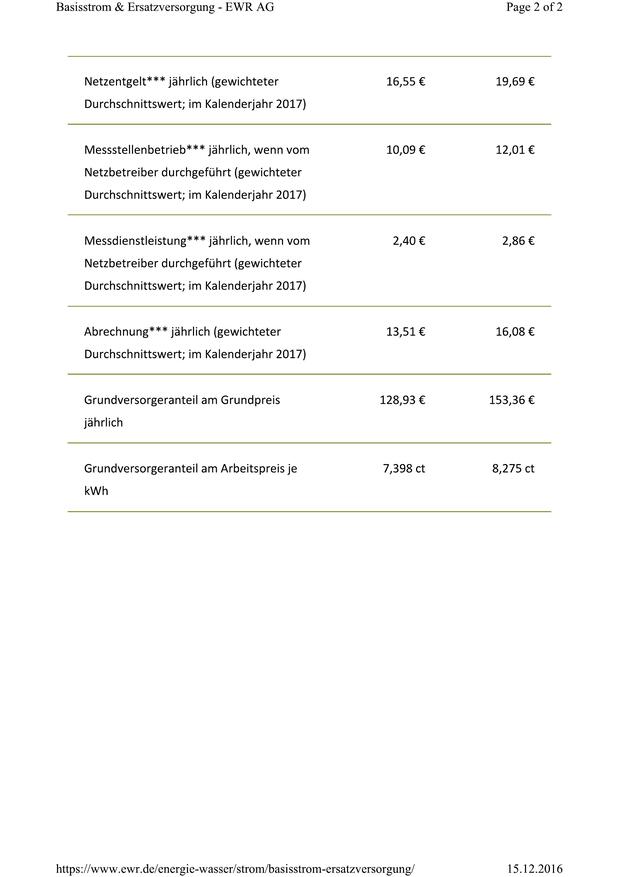 Basisstrom & Ersatzversorgung - EWR AG Page 2 of 2
Netzentgelt*** jährlich (gewichteter 16,55 € 19,69 €
Durchschnittswert; im Kalenderjahr 2017)
Messstellenbetrieb*** jährlich, wenn vom 10,09 € 12,01 €
Netzbetreiber durchgeführt (gewichteter
Durchschnittswert; im Kalenderjahr 2017)
Messdienstleistung*** jährlich, wenn vom 2,40 € 2,86 €
Netzbetreiber durchgeführt (gewichteter
Durchschnittswert; im Kalenderjahr 2017)
Abrechnung*** jährlich (gewichteter 13,51 € 16,08 €
Durchschnittswert; im Kalenderjahr 2017)
Grundversorgeranteil am Grundpreis 128,93 € 153,36 €
jährlich
Grundversorgeranteil am Arbeitspreis je 7,398 ct 8,275 ct
kWh
https://www.ewr.de/energie-wasser/strom/basisstrom-ersatzversorgung/ 15.12.2016